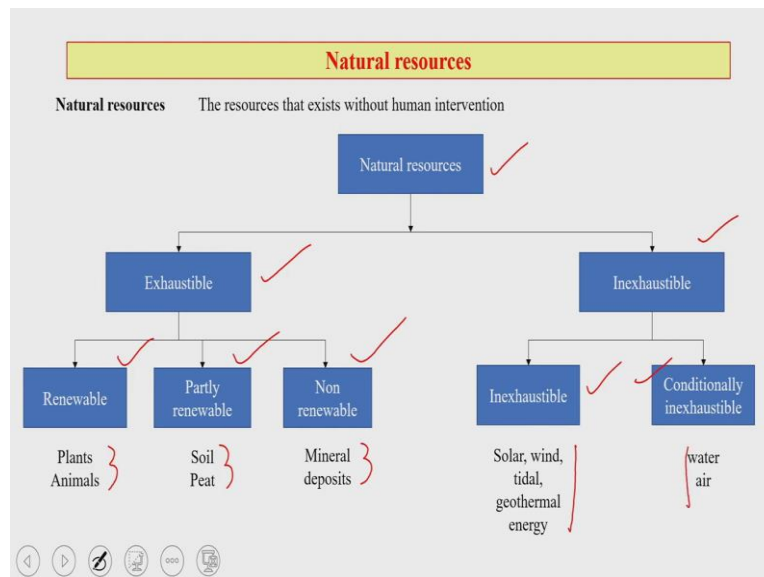 Natural resources
Natural resources The resources that exists without human intervention
Natural resources
Exhaustible
Inexhaustible
Renewable
Partly
renewable
Non
renewable
Inexhaustible
Conditionally
inexhaustible
Plants
Animals
Soil
Peat
Mineral
deposits
Solar, wind,
tidal,
geothermal
energy
water
air